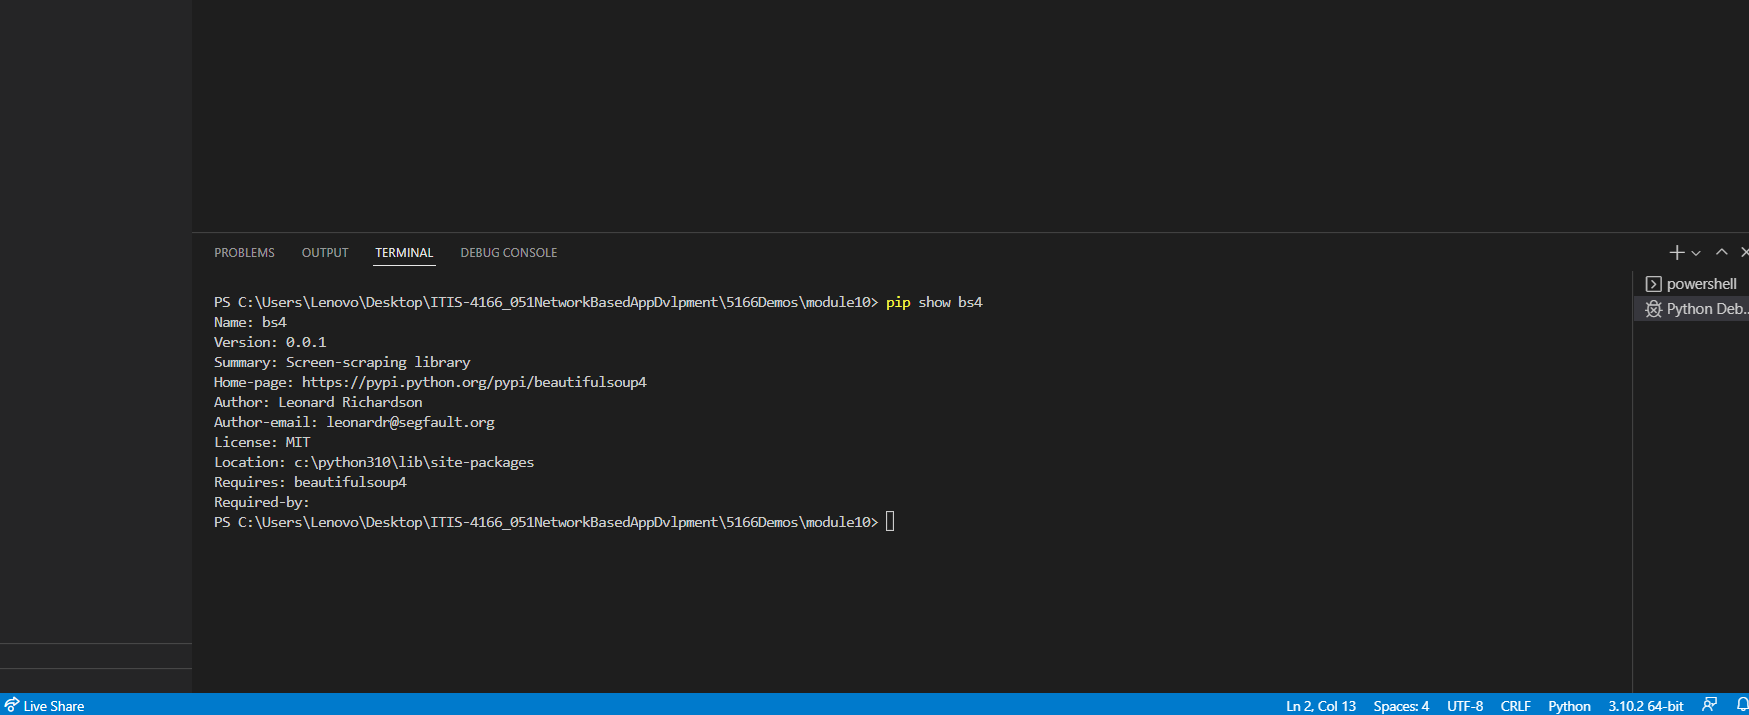 PROBLEMS OUTPUT TERMINAL DEBUG CONSOLE
powershell
Python Deb..
PS C:\Users\Lenovo\Desktop\ITIS-4166_051NetworkBasedAppDvlpment\5166Demos\module10> pip show bs4
Name: bs4
Version: 0.0.1
Summary: Screen-scraping library
Home-page: https://pypi.python.org/pypi/beautifulsoup4
Author: Leonard Richardson
Author-email: leonardr@segfault.org
License: MIT
Location: c:\python310\lib\site-packages
Requires: beautifulsoup4
Required-by:
PS C:\Users\Lenovo\Desktop\ITIS-4166_051NetworkBasedAppDvlpment\5166Demos\module10>
Live Share Ln 2, Col 13 Spaces: 4 UTF-8 CRLF Python 3.10.2 64-bit